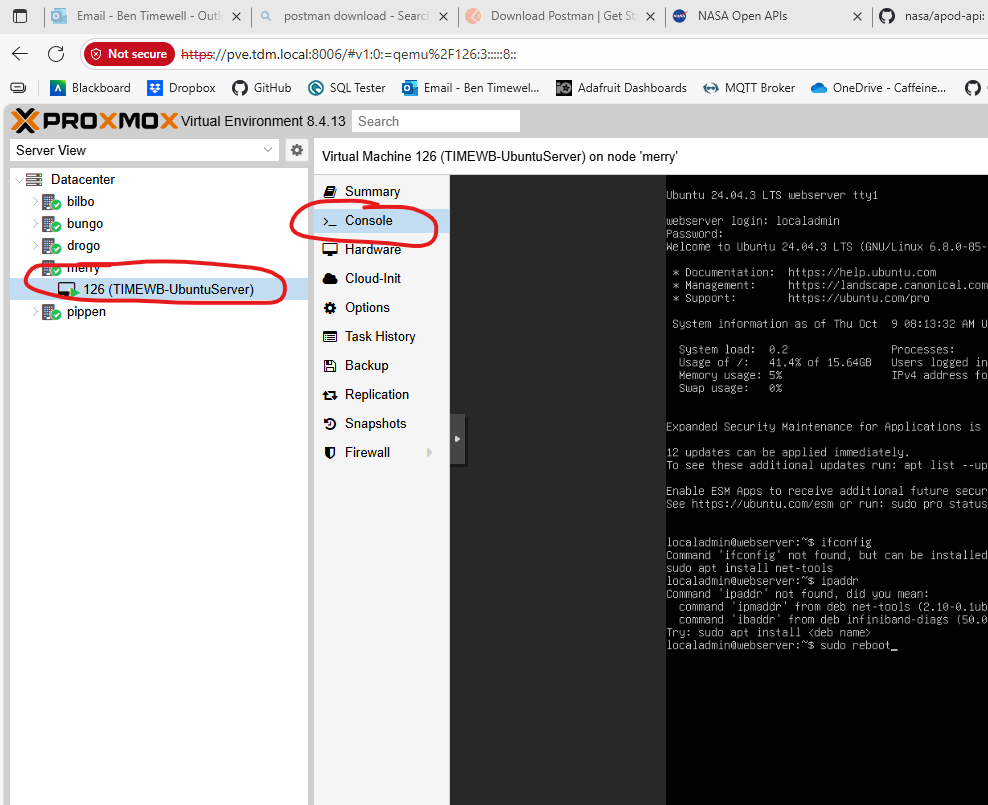 Email - Ben Timewell - Outl
postman download - Searc
Download Postman | Get St
NASA Open APIs
nasa/apod-api:
Not secure https://pve.tdm.local:8006/#v1:0:=qemu%2F126:3:::::8::
Blackboard
Dropbox
GitHub
SQL Tester
Email - Ben Timewel...
Adafruit Dashboards
MQTT Broker
OneDrive - Caffeine...
PROXMOX Virtual Environment 8.4.13 Search
Server View
Datacenter
bilbo
bungo
drogo
merry
126 (TIMEWB-UbuntuServer)
pippen
Virtual Machine 126 (TIMEWB-UbuntuServer) on node 'merry'
Summary
Console
Hardware
Cloud-Init
Options
Task History
Backup
Replication
Snapshots
Firewall
Ubuntu 24.04.3 LTS webserver tty1
webserver login: localadmin
Password:
Welcome to Ubuntu 24.04.3 LTS (GNU/Linux 6.8.0-85-
* Documentation:  https://help.ubuntu.com
* Management:     https://landscape.canonical.com
* Support:        https://ubuntu.com/pro
System information as of Thu Oct  9 08:13:32 AM U
System load:  0.2                Processes:
Usage of /:   41.4% of 15.64GB   Users logged in
Memory usage: 5%                 IPv4 address fo
Swap usage:   0%
Expanded Security Maintenance for Applications is
12 updates can be applied immediately.
To see these additional updates run: apt list --up
Enable ESM Apps to receive additional future secur
See https://ubuntu.com/esm or run: sudo pro status
localadmin@webserver:~$ ifconfig
Command 'ifconfig' not found, but can be installed
sudo apt install net-tools
localadmin@webserver:~$ ipaddr
Command 'ipaddr' not found, did you mean:
command 'ipmaddr' from deb net-tools (2.10-0.1ub
command 'ibaddr' from deb infiniband-diags (50.0
Try: sudo apt install <deb name>
localadmin@webserver:~$ sudo reboot_